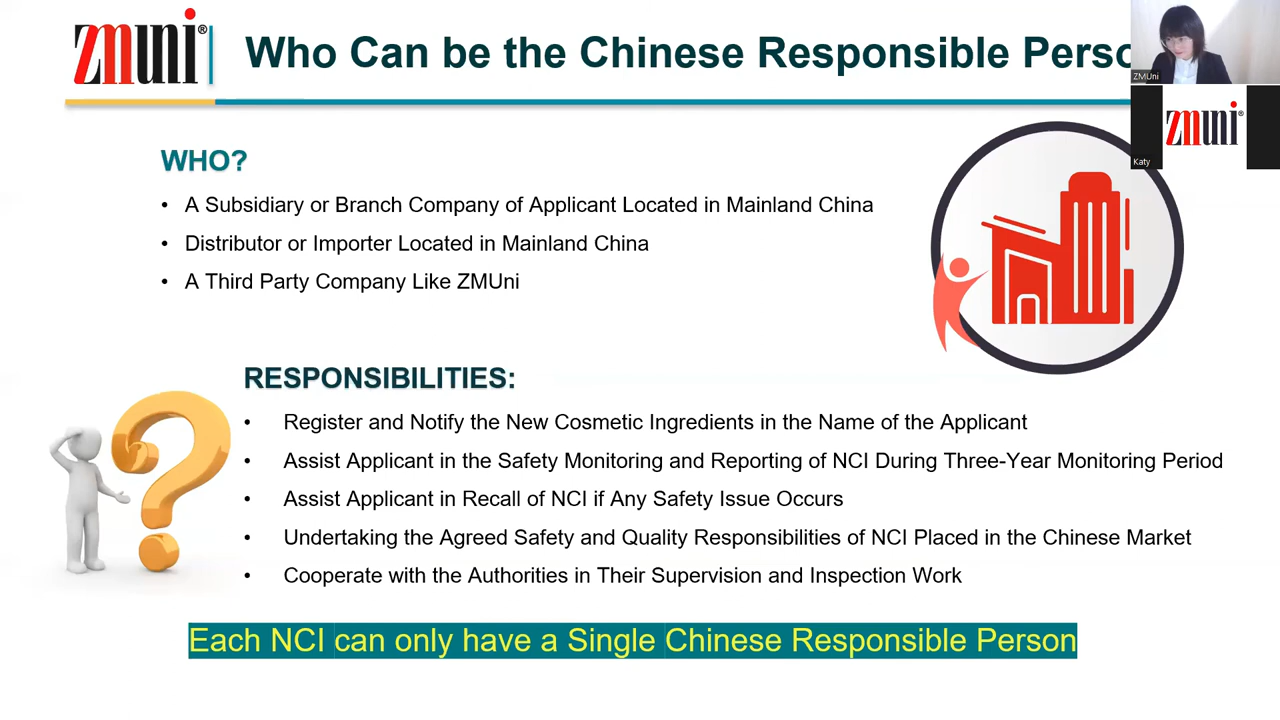 zmuni®
Who Can be the Chinese Responsible Perso
ZMUni
zmuni®
Katy
WHO?
• A Subsidiary or Branch Company of Applicant Located in Mainland China
• Distributor or Importer Located in Mainland China
• A Third Party Company Like ZMUni
RESPONSIBILITIES:
• Register and Notify the New Cosmetic Ingredients in the Name of the Applicant
• Assist Applicant in the Safety Monitoring and Reporting of NCI During Three-Year Monitoring Period
• Assist Applicant in Recall of NCI if Any Safety Issue Occurs
• Undertaking the Agreed Safety and Quality Responsibilities of NCI Placed in the Chinese Market
• Cooperate with the Authorities in Their Supervision and Inspection Work
Each NCI can only have a Single Chinese Responsible Person